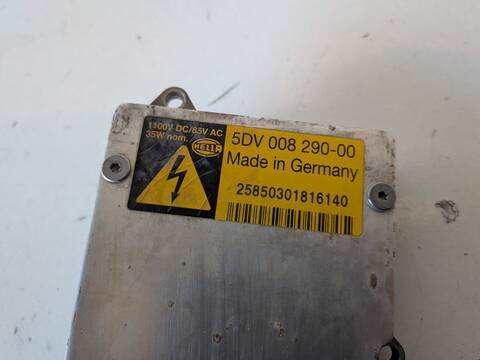 1100V DC/85V AC
35W nom.
HELLA
5DV 008 290-00
Made in Germany
25850301816140